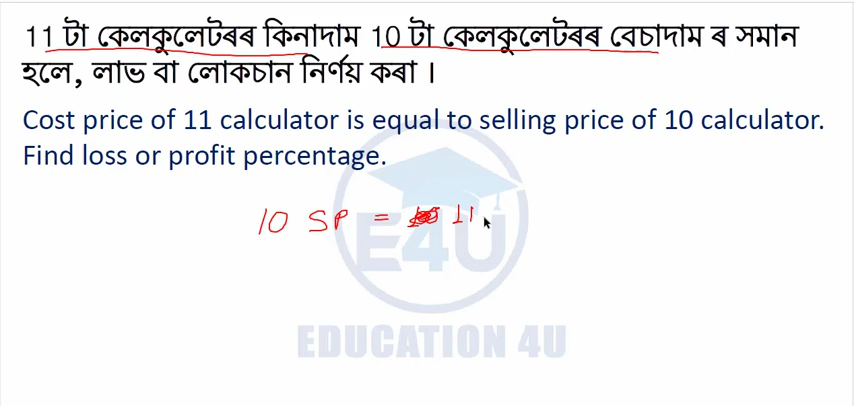 11 টা কেলকুলেটৰৰ কিনাদাম 10 টা কেলকুলেটৰৰ বেচাদাম ৰ সমান
হলে, লাভ বা লোকচান নিৰ্ণয় কৰা ।
Cost price of 11 calculator is equal to selling price of 10 calculator.
Find loss or profit percentage.
10 SP = 11
E4U
EDUCATION 4U